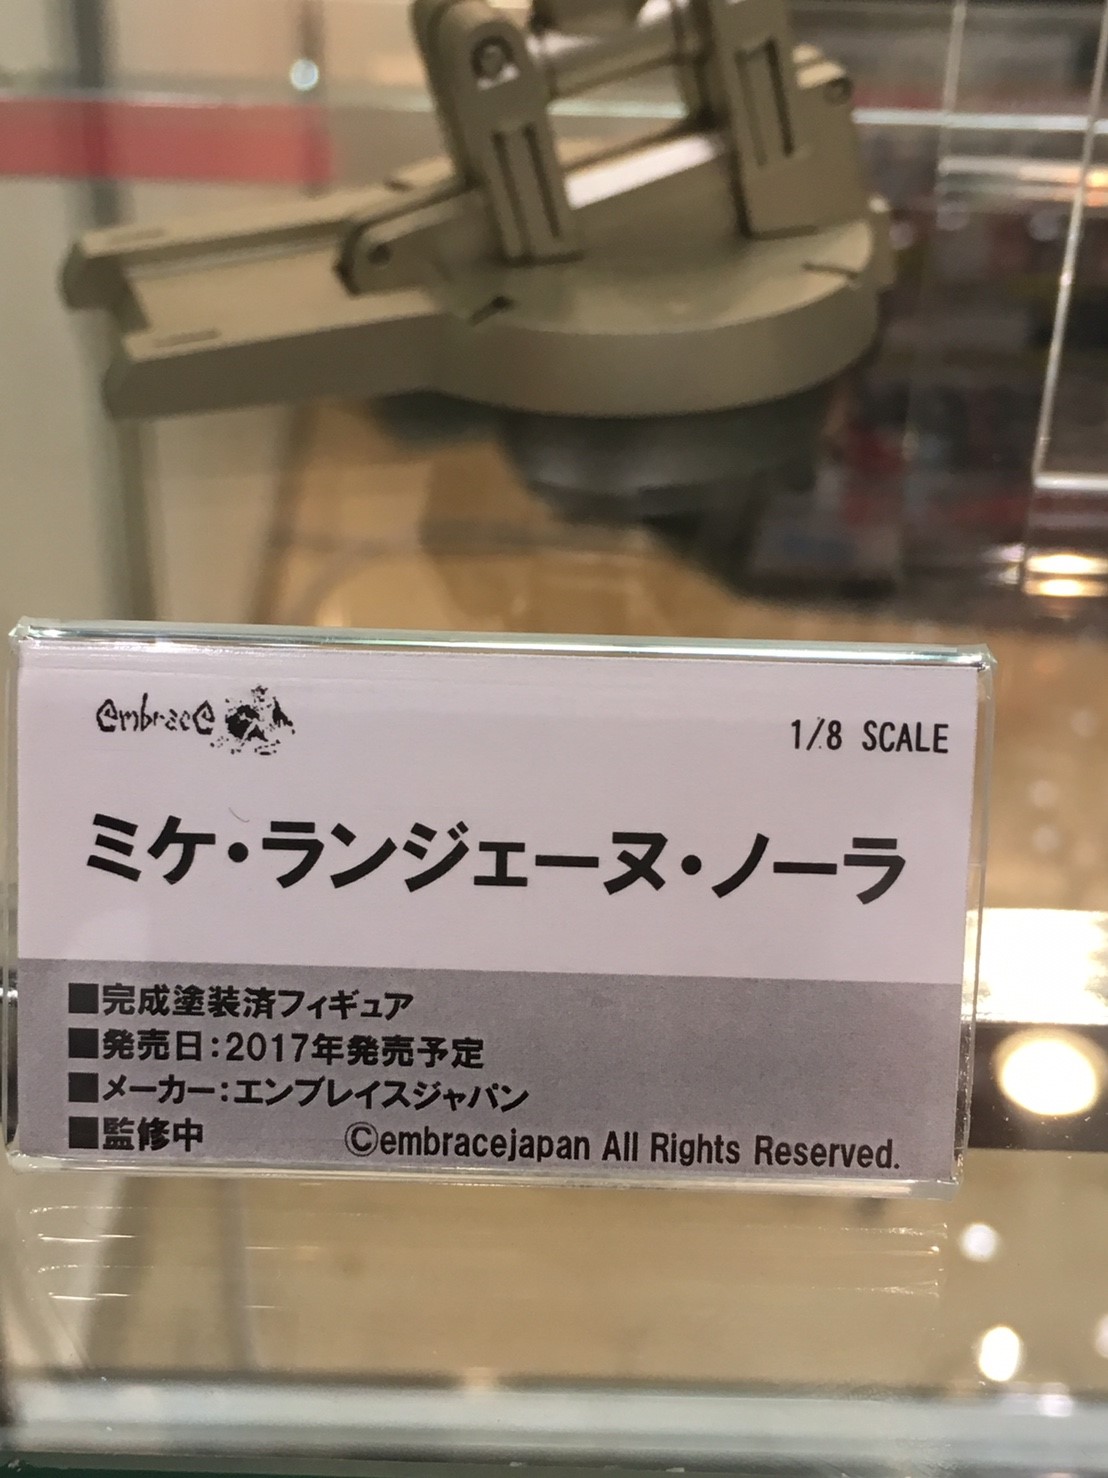 embrace
1/8 SCALE
ミケ・ランジェーヌ・ノーラ
■完成塗装済フィギュア
■発売日：2017年発売予定
■メーカー：エンブレイスジャパン
■監修中
©embracejapan All Rights Reserved.